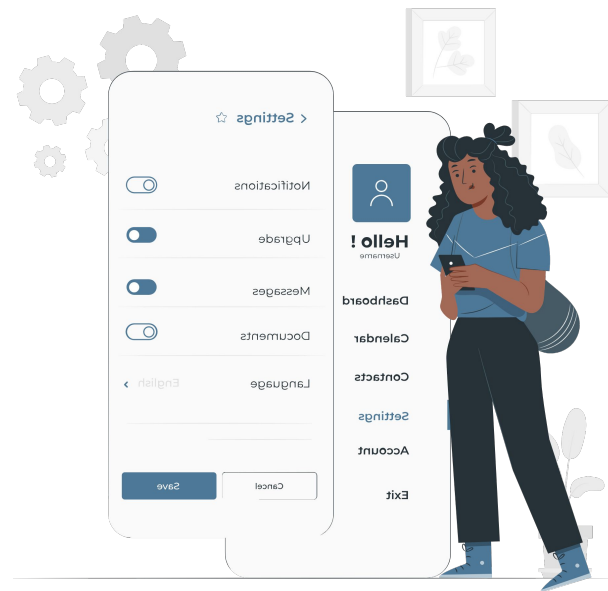 Settings
Notifications
Upgrade
Messages
Documents
Language English
Save Cancel
Hello !
Username
Dashboard
Calendar
Contacts
Settings
Account
Exit